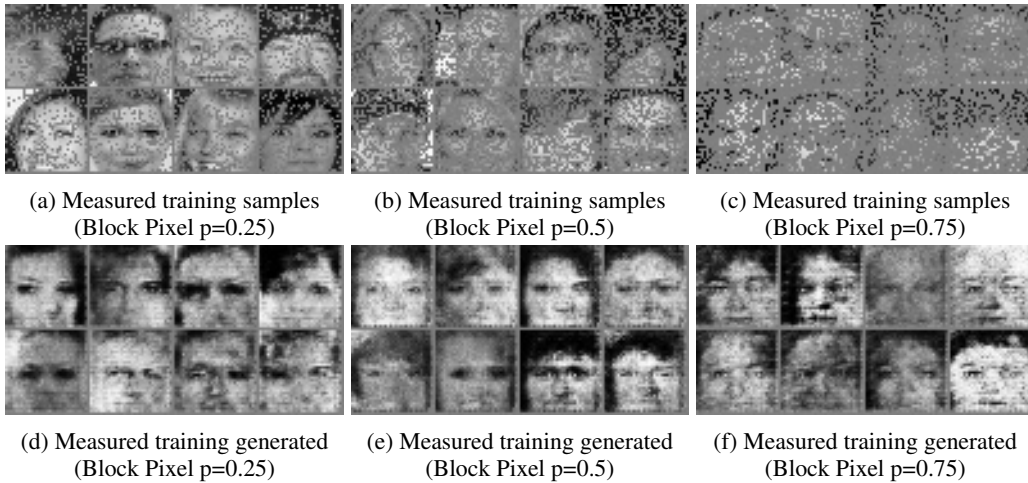 (a) Measured training samples
(Block Pixel p=0.25)
(b) Measured training samples
(Block Pixel p=0.5)
(c) Measured training samples
(Block Pixel p=0.75)
(d) Measured training generated
(Block Pixel p=0.25)
(e) Measured training generated
(Block Pixel p=0.5)
(f) Measured training generated
(Block Pixel p=0.75)